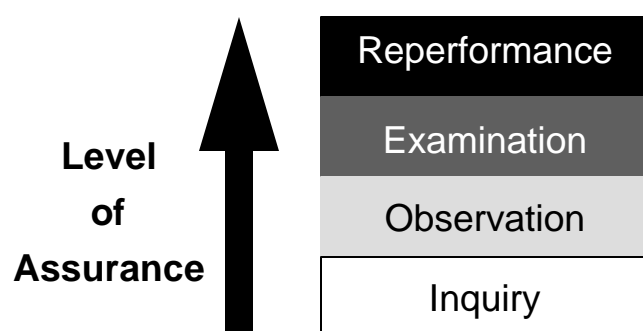 Level
of
Assurance
Reperformance
Examination
Observation
Inquiry